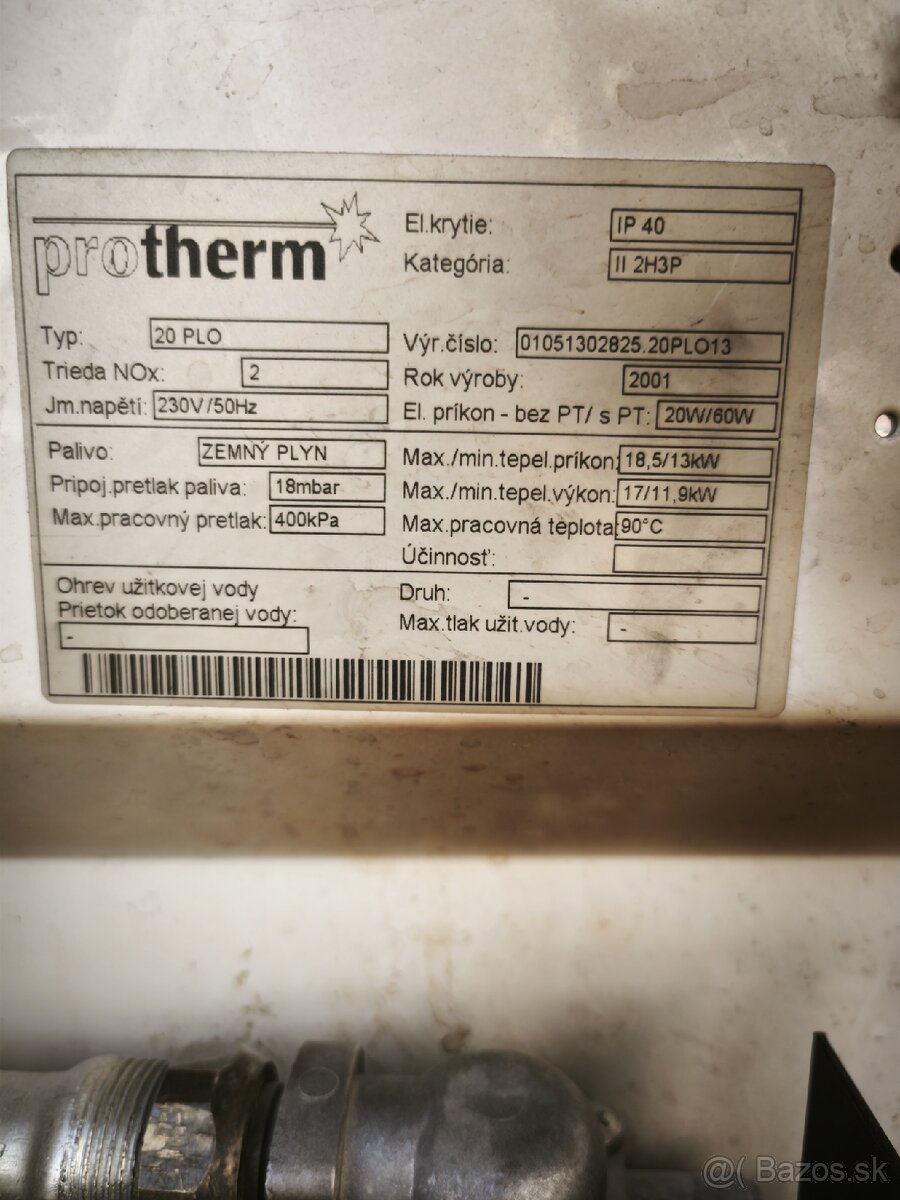 protherm
El.krytie: IP 40
Kategória: II 2H3P
Typ: 20 PLO
Výr.číslo: 01051302825.20PLO13
Trieda NOx: 2
Rok výroby: 2001
Jm.napětí: 230V/50Hz
El. príkon - bez PT/ s PT: 20W/60W
Palivo: ZEMNÝ PLYN
Max./min.tepel.príkon: 18,5/13kW
Pripoj.pretlak paliva: 18mbar
Max./min.tepel.výkon: 17/11,9kW
Max.pracovný pretlak: 400kPa
Max.pracovná teplota: 90°C
Účinnosť:
Ohrev užitkovej vody
Druh: -
Prietok odoberanej vody:
-
Max.tlak užit.vody: -
@( Bazos.sk